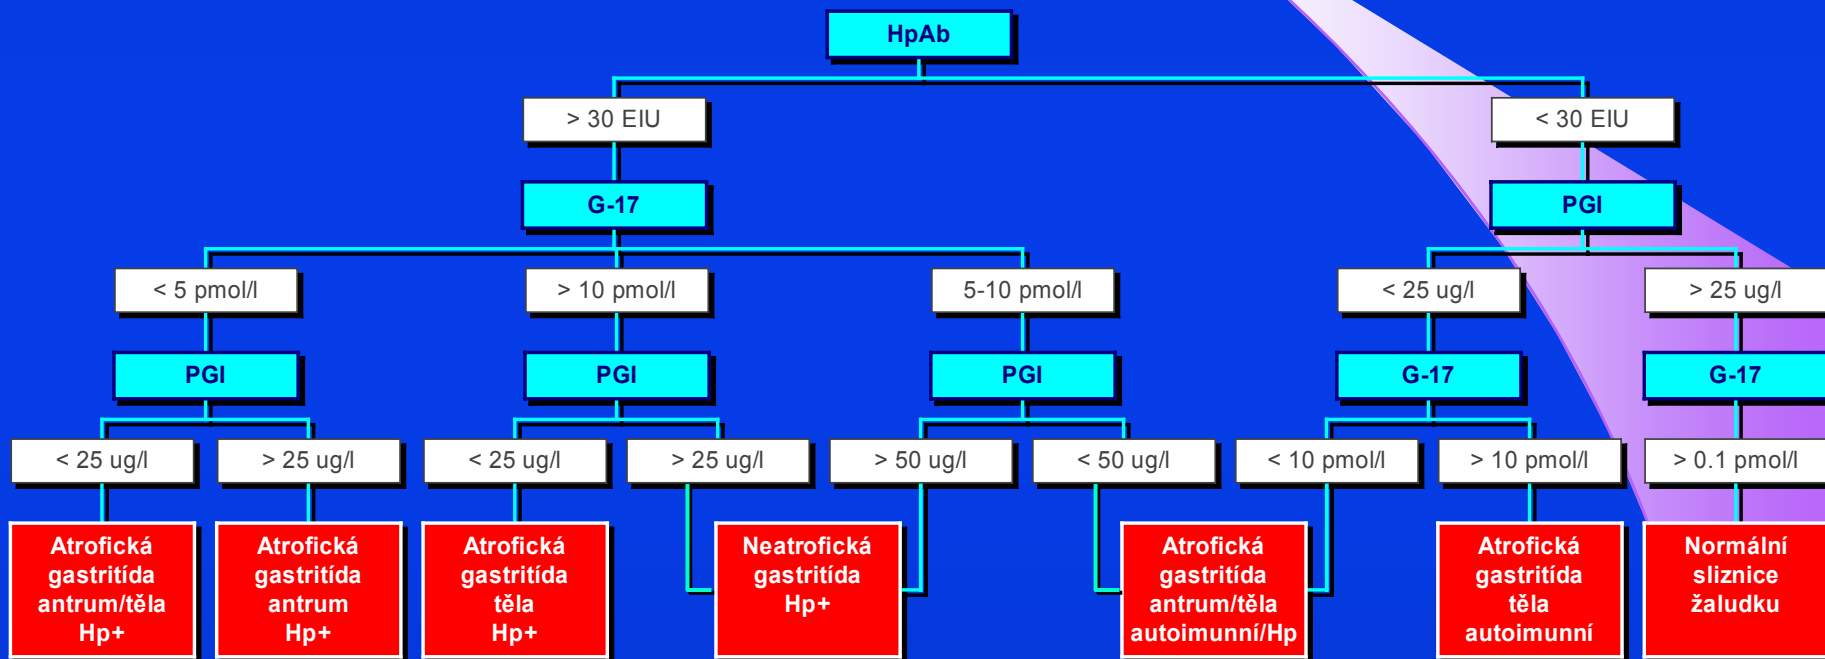 HpAb
> 30 EIU
< 30 EIU
G-17
PGI
< 5 pmol/l
> 10 pmol/l
5-10 pmol/l
< 25 ug/l
> 25 ug/l
PGI
PGI
PGI
G-17
G-17
< 25 ug/l
> 25 ug/l
< 25 ug/l
> 25 ug/l
> 50 ug/l
< 50 ug/l
< 10 pmol/l
> 10 pmol/l
> 0.1 pmol/l
Atrofická
gastritída
antrum/těla
Hp+
Atrofická
gastritída
antrum
Hp+
Atrofická
gastritída
těla
Hp+
Neatrofická
gastritída
Hp+
Atrofická
gastritída
antrum/těla
autoimunní/Hp
Atrofická
gastritída
těla
autoimunní
Normální
sliznice
žaludku